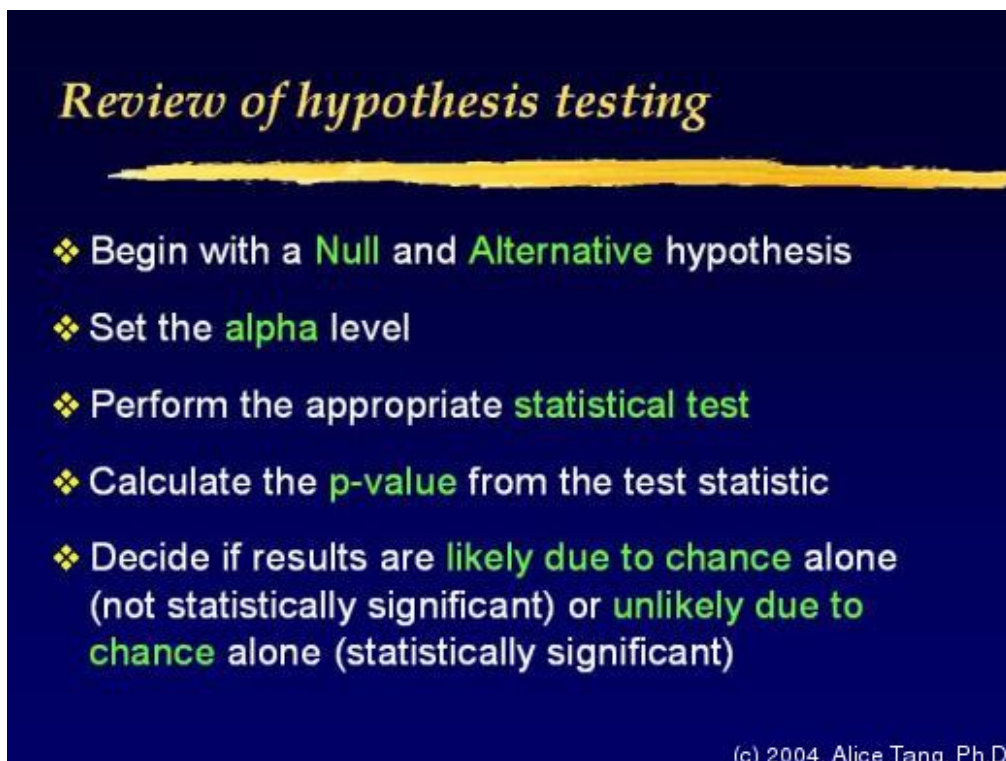 Review of hypothesis testing
Begin with a Null and Alternative hypothesis
Set the alpha level
Perform the appropriate statistical test
Calculate the p-value from the test statistic
Decide if results are likely due to chance alone
(not statistically significant) or unlikely due to
chance alone (statistically significant)
(c) 2004, Alice Tang, Ph.D